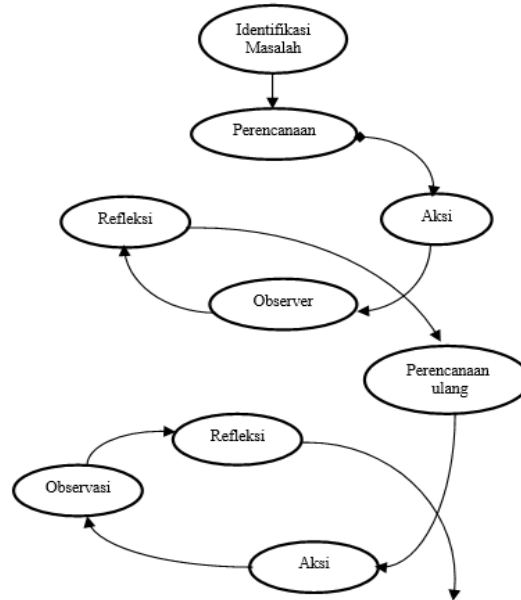 Identifikasi
Masalah
Perencanaan
Aksi
Refleksi
Observer
Perencanaan
ulang
Refleksi
Observasi
Aksi